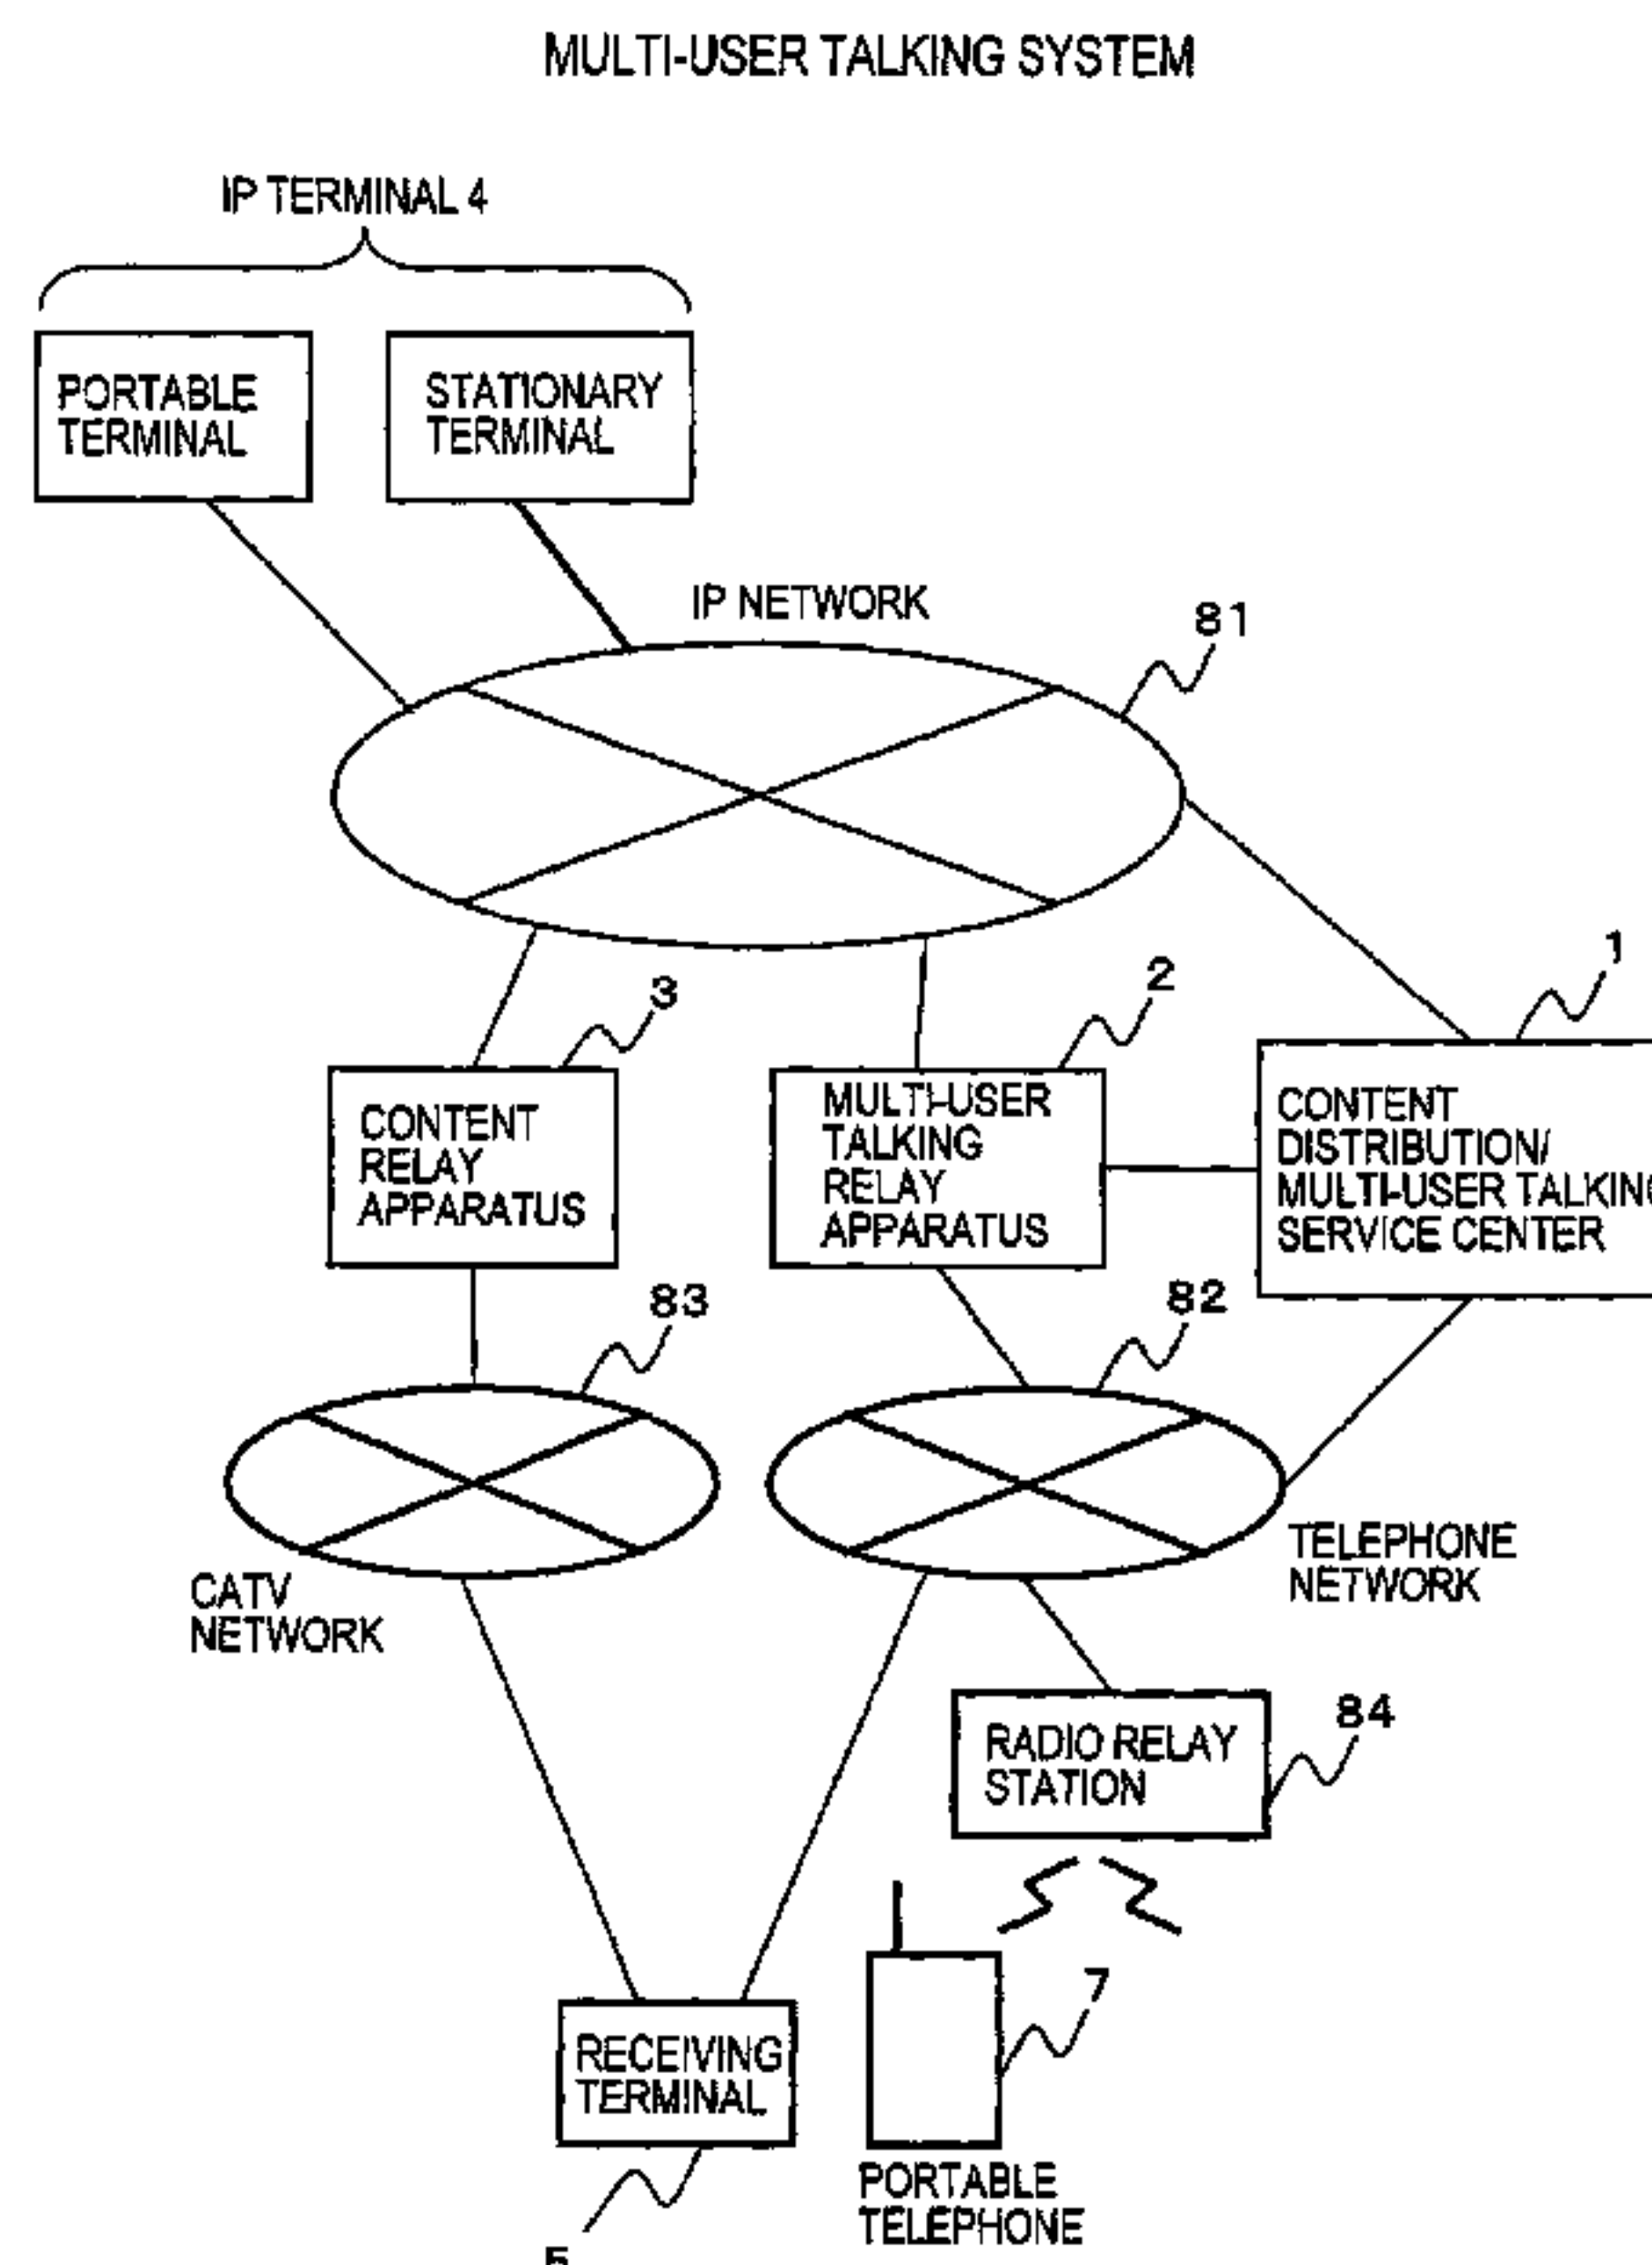 MULTI-USER TALKING SYSTEM
IP TERMINAL 4
PORTABLE
TERMINAL
STATIONARY
TERMINAL
IP NETWORK
81
3
2
1
CONTENT
RELAY
APPARATUS
MULTI-USER
TALKING
RELAY
APPARATUS
CONTENT
DISTRIBUTION/
MULTI-USER TALKING
SERVICE CENTER
83
82
CATV
NETWORK
TELEPHONE
NETWORK
RADIO RELAY
STATION
84
7
RECEIVING
TERMINAL
PORTABLE
TELEPHONE
5